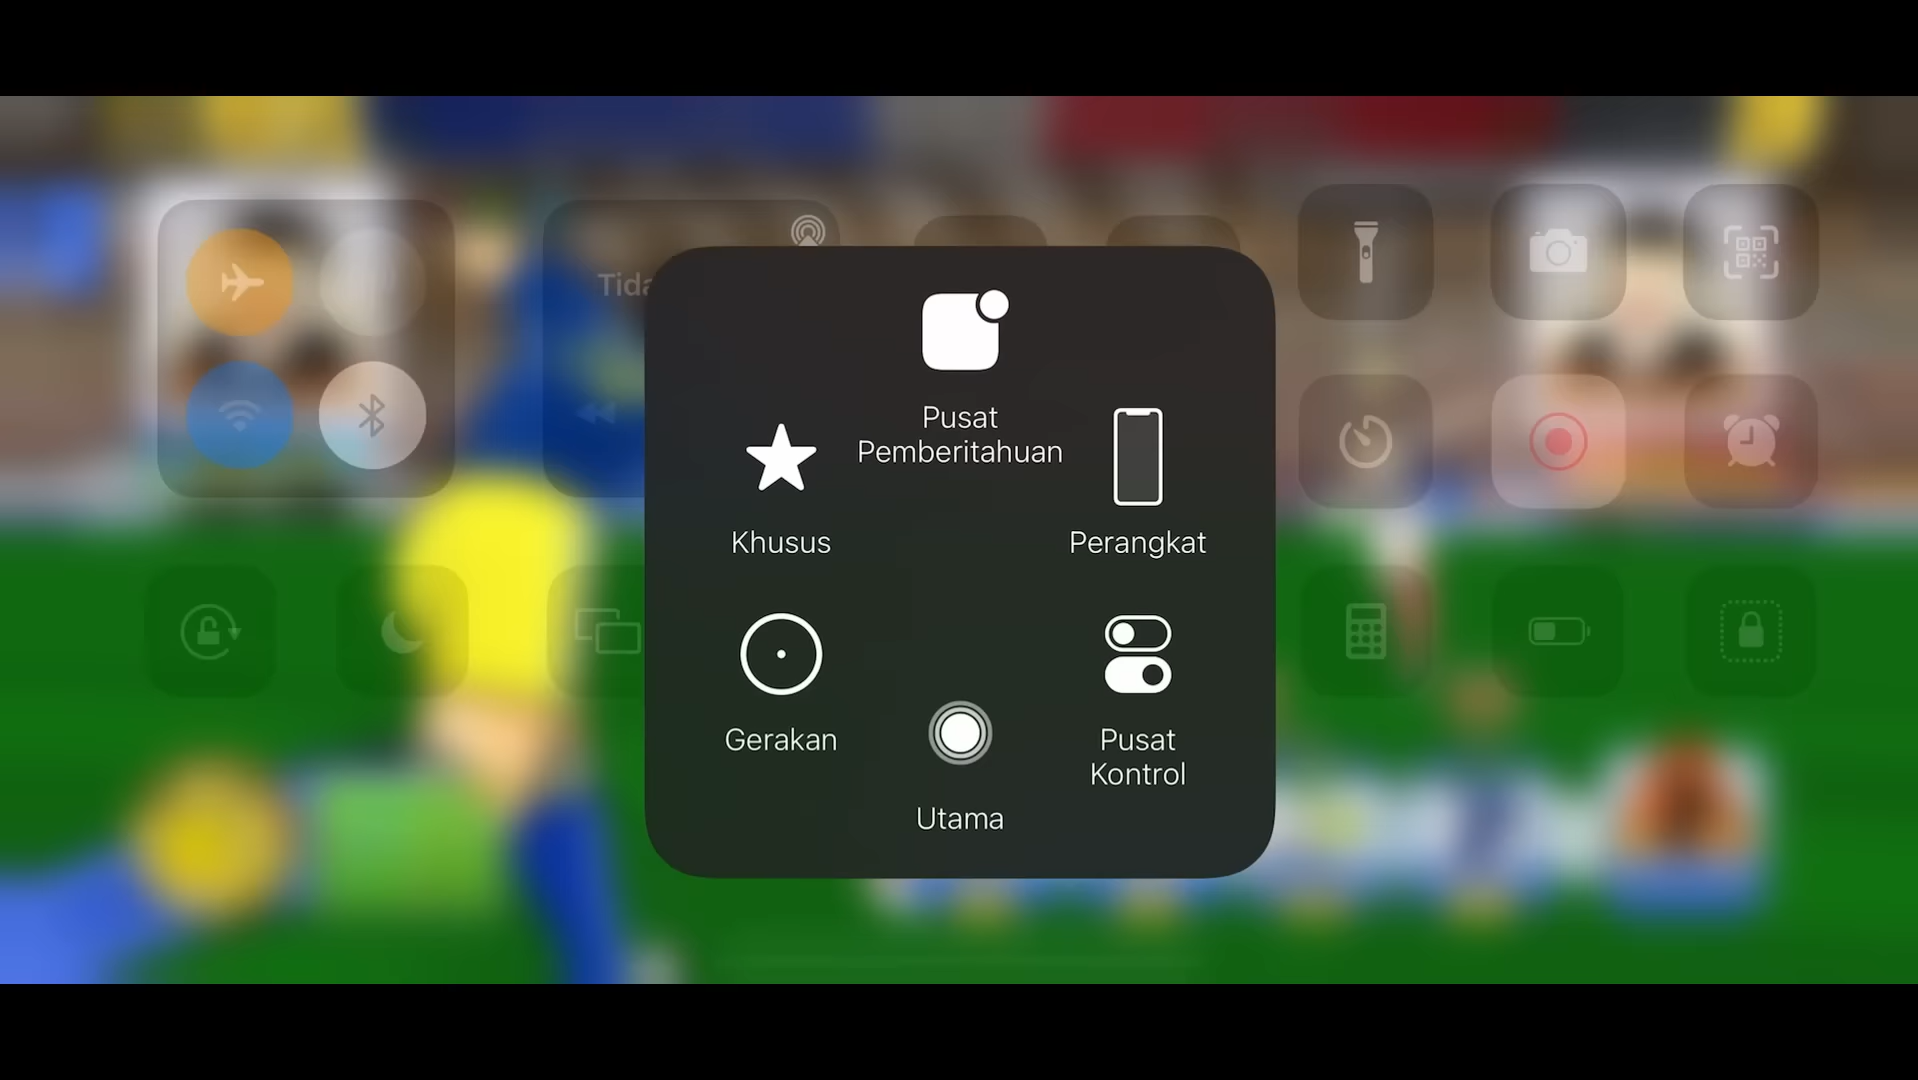 Pusat
Pemberitahuan
Khusus
Perangkat
Gerakan
Pusat
Kontrol
Utama